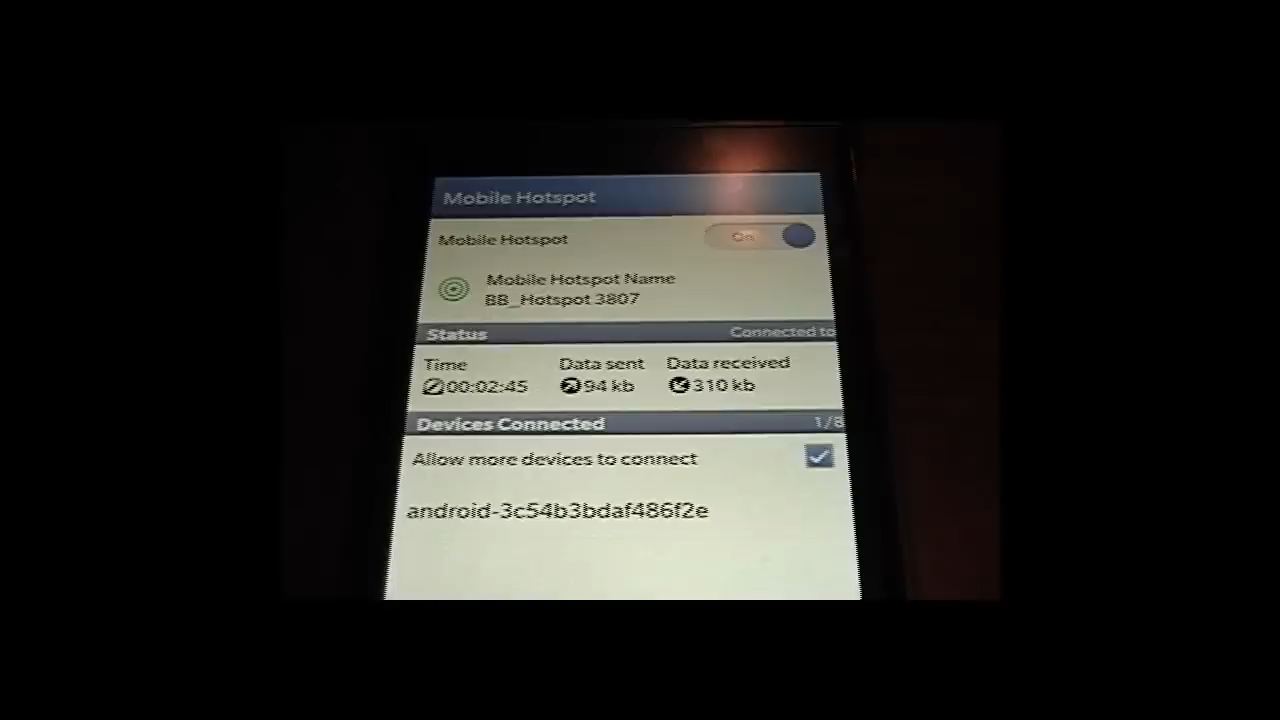 Mobile Hotspot
Mobile Hotspot On
Mobile Hotspot Name
BB_Hotspot 3807
Status Connected to
Time Data sent Data received
00:02:45 94 kb 310 kb
Devices Connected 1/8
Allow more devices to connect
android-3c54b3bdaf486f2e